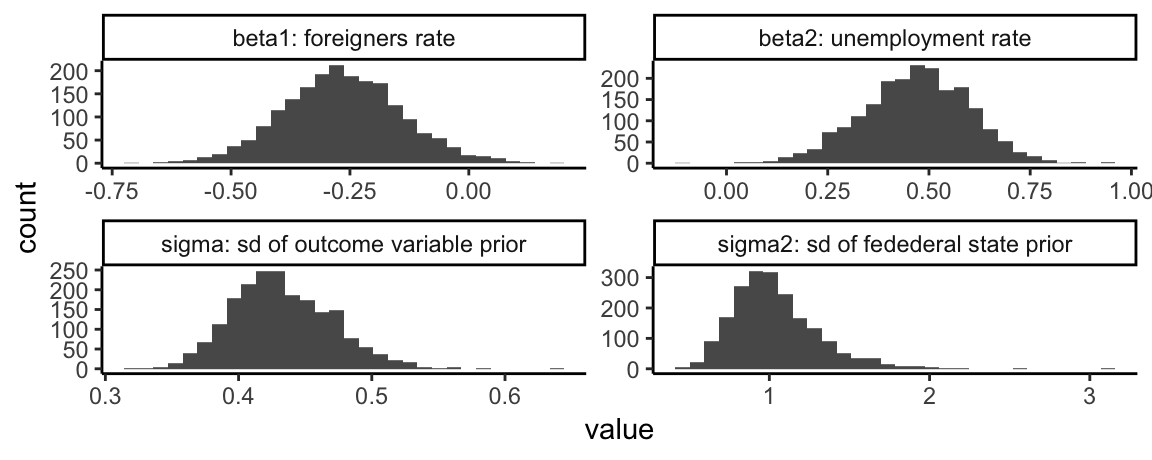 beta1: foreigners rate
beta2: unemployment rate
200
150
100
50
0
200
150
100
50
0
-0.75 -0.50 -0.25 0.00
0.00 0.25 0.50 0.75 1.00
count
sigma: sd of outcome variable prior
sigma2: sd of fedederal state prior
250
200
150
100
50
0
300
200
100
0
0.3 0.4 0.5 0.6
1 2 3
value